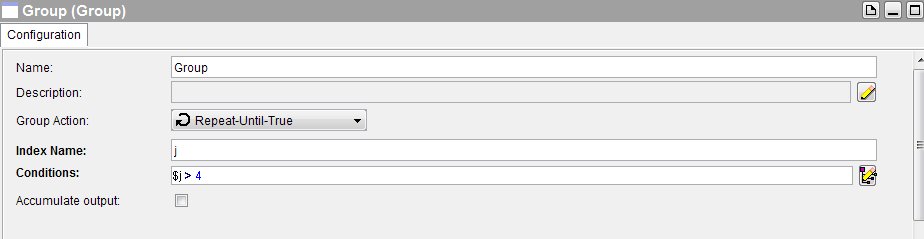 Group (Group)
Configuration
Name: Group
Description:
Group Action: Repeat-Until-True
Index Name: j
Conditions: $j > 4
Accumulate output: